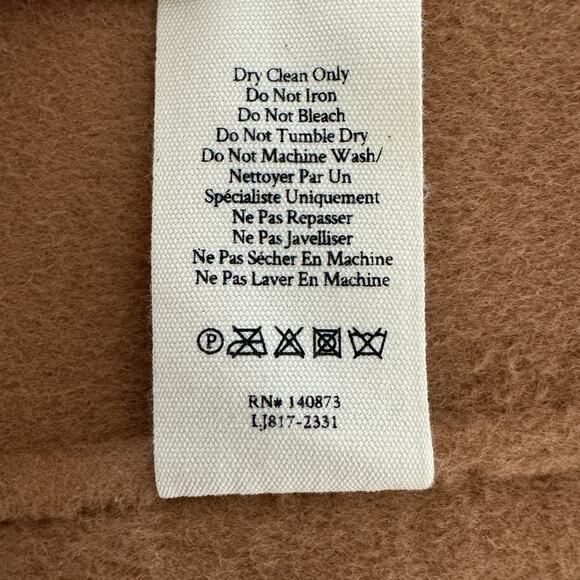 Dry Clean Only
Do Not Iron
Do Not Bleach
Do Not Tumble Dry
Do Not Machine Wash/
Nettoyer Par Un
Spécialiste Uniquement
Ne Pas Repasser
Ne Pas Javelliser
Ne Pas Sécher En Machine
Ne Pas Laver En Machine
P
RN# 140873
LJ817-2331